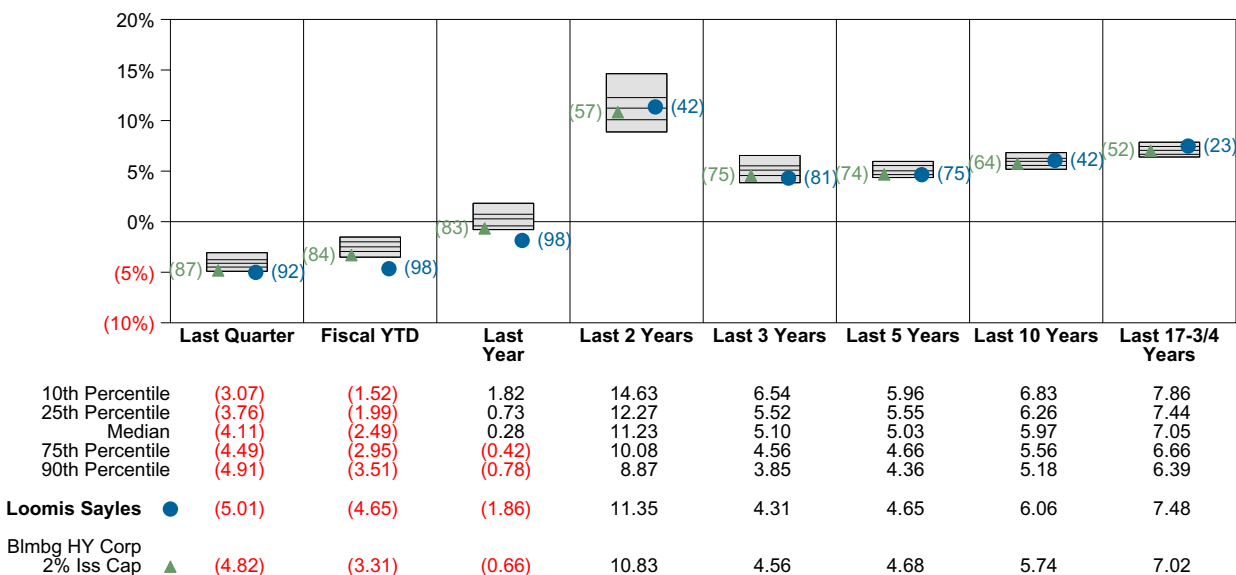 20%
15%
10%
5%
0%
(5%)
(10%)
(87) (92) (84) (98) (83) (98) (57) (42) (75) (81) (74) (75) (64) (42) (52) (23)
Last Quarter Fiscal YTD Last Year Last 2 Years Last 3 Years Last 5 Years Last 10 Years Last 17-3/4 Years
10th Percentile (3.07) (1.52) 1.82 14.63 6.54 5.96 6.83 7.86
25th Percentile (3.76) (1.99) 0.73 12.27 5.52 5.55 6.26 7.44
Median (4.11) (2.49) 0.28 11.23 5.10 5.03 5.97 7.05
75th Percentile (4.49) (2.95) (0.42) 10.08 4.56 4.66 5.56 6.66
90th Percentile (4.91) (3.51) (0.78) 8.87 3.85 4.36 5.18 6.39
Loomis Sayles (5.01) (4.65) (1.86) 11.35 4.31 4.65 6.06 7.48
Blmbg HY Corp
2% Iss Cap (4.82) (3.31) (0.66) 10.83 4.56 4.68 5.74 7.02